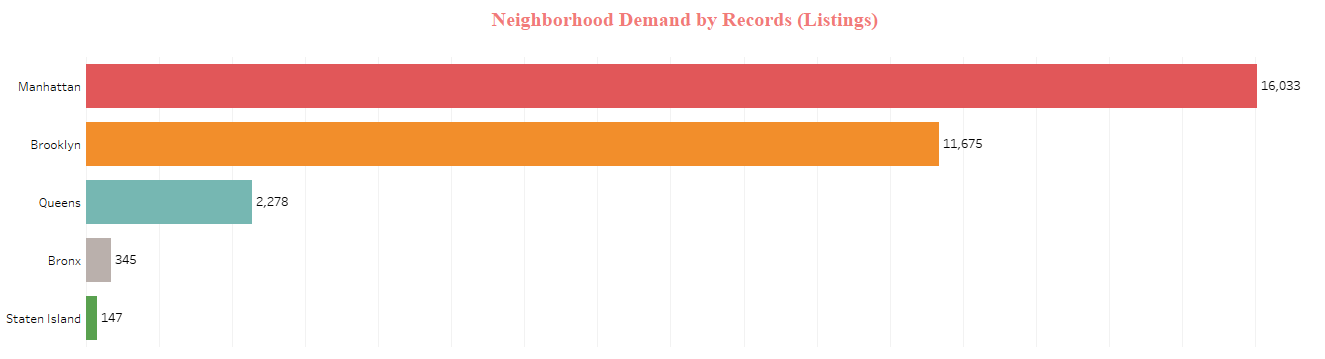 Neighborhood Demand by Records (Listings)
Manhattan 16,033
Brooklyn 11,675
Queens 2,278
Bronx 345
Staten Island 147